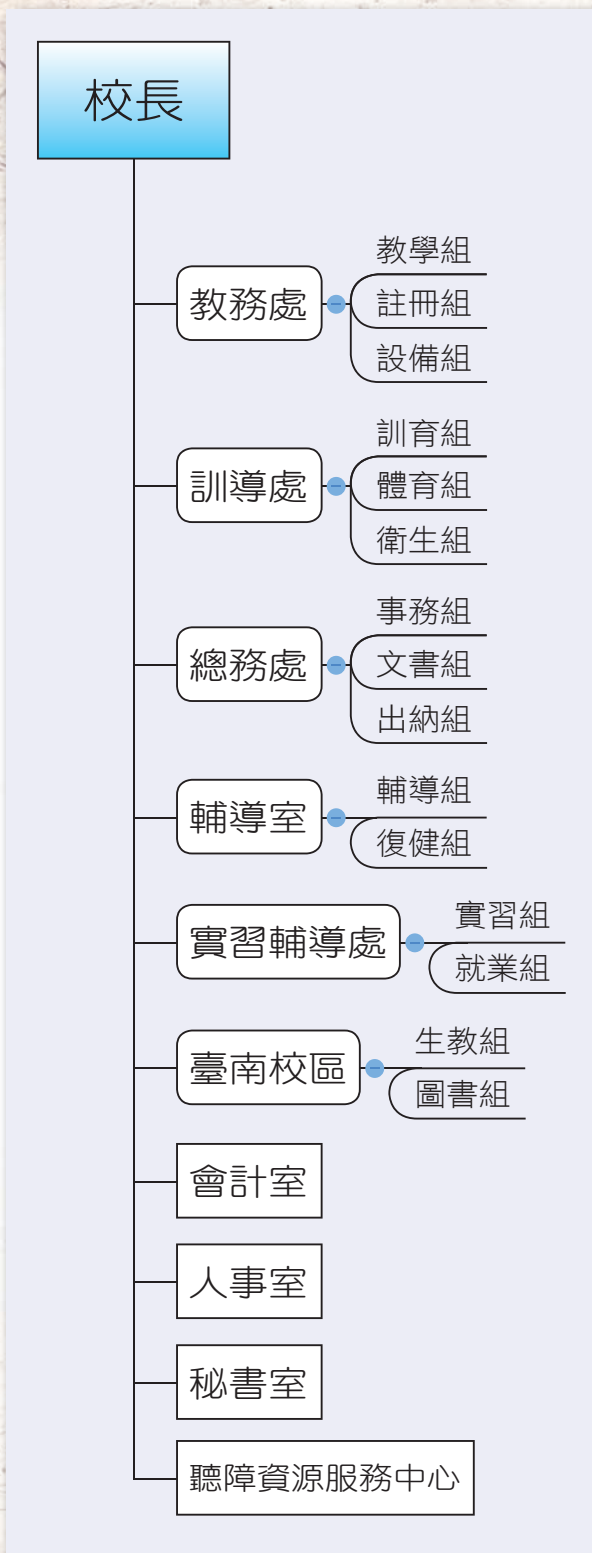 校長
教務處
教學組
註冊組
設備組
訓導處
訓育組
體育組
衛生組
總務處
事務組
文書組
出納組
輔導室
輔導組
復健組
實習輔導處
實習組
就業組
臺南校區
生教組
圖書組
會計室
人事室
秘書室
聽障資源服務中心